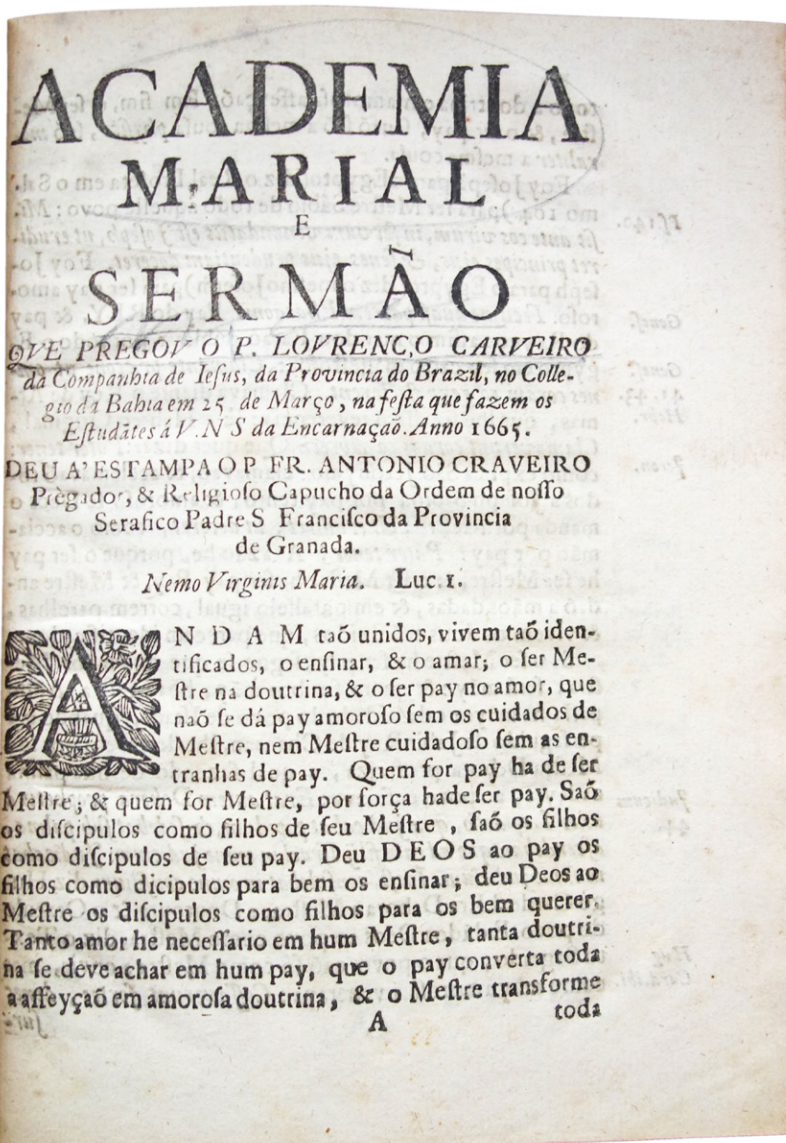 ACADEMIA
MARIAL
E
SERMÃO
QVE PREGOV O P. LOVRENC,O CARVEIRO
da Companhia de Iesus, da Provincia do Brazil, no Colle-
gio da Bahia em 25 de Março, na festa que fazem os
Estudãtes á V. N S da Encarnaçaõ. Anno 1665.
DEU A' ESTAMPA O P FR. ANTONIO CRAVEIRO
Prègador, & Religioſo Capucho da Ordem de noſſo
Seraſico Padre S Franciſco da Provincia
de Granada.
Nemo Virginis Maria. Luc 1.
ANDAM taõ unidos, vivem taõ iden-
tificados, o enſinar, & o amar; o ſer Me-
ſtre na doutrina, & o ſer pay no amor, que
naõ ſe dá pay amoroſo ſem os cuidados de
Meſtre, nem Meſtre cuidadoſo ſem as en-
tranhas de pay. Quem for pay ha de ſer
Meſtre; & quem for Meſtre, por força hade ſer pay. Saõ
os diſcipulos como filhos de ſeu Meſtre, ſaõ os filhos
como diſcipulos de ſeu pay. Deu DEOS ao pay os
filhos como dicipulos para bem os enſinar; deu Deos ao
Meſtre os diſcipulos como filhos para os bem querer.
Tanto amor he neceſſario em hum Meſtre, tanta doutri-
na ſe deve achar em hum pay, que o pay converta toda
a affeyçaõ em amoroſa doutrina, & o Meſtre transforme
A toda